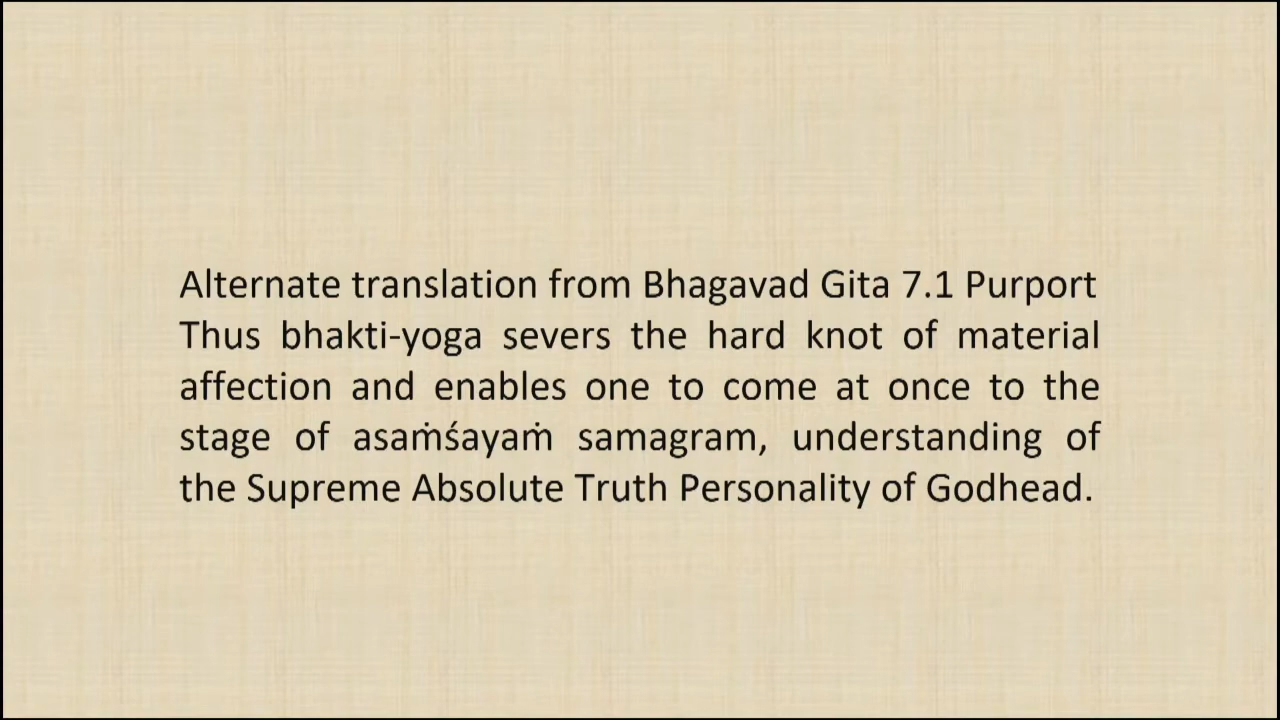 Alternate translation from Bhagavad Gita 7.1 Purport
Thus bhakti-yoga severs the hard knot of material
affection and enables one to come at once to the
stage of asaṁśayaṁ samagram, understanding of
the Supreme Absolute Truth Personality of Godhead.